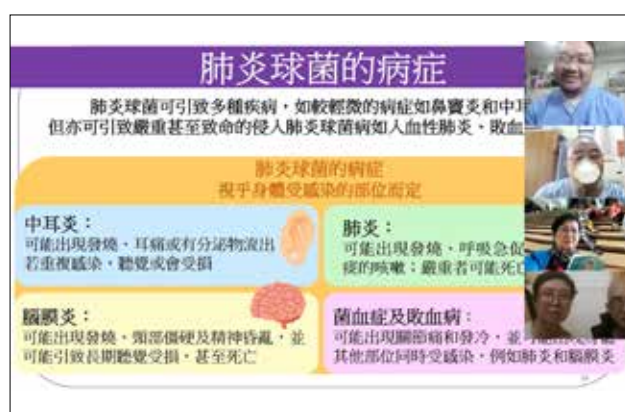 肺炎球菌的病症
肺炎球菌可引致多種疾病，如較輕微的病症如鼻竇炎和中耳
但亦可引致嚴重甚至致命的侵入肺炎球菌病如入血性肺炎、敗血
肺炎球菌的病症
視乎身體受感染的部位而定
中耳炎：
可能出現發燒、耳痛或有分泌物流出
若重複感染，聽覺或會受損
肺炎：
可能出現發燒、呼吸急促
痰的咳嗽；嚴重者可能死亡
腦膜炎：
可能出現發燒、頸部僵硬及精神昏亂，並
可能引致長期聽覺受損，甚至死亡
菌血症及敗血病：
可能出現關節痛和發冷，並可能
其他部位同時受感染，例如肺炎和腦膜炎